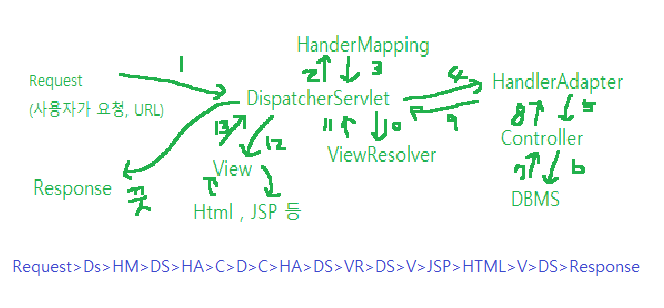 HanderMapping
1
2
3
4
Request
(사용자가 요청, URL)
DispatcherServlet
HandlerAdapter
13
11
10
9
8
5
12
Controller
View
ViewResolver
7
6
Response
끝
Html , JSP 등
DBMS
Request>Ds>HM>DS>HA>C>D>C>HA>DS>VR>DS>V>JSP>HTML>V>DS>Response